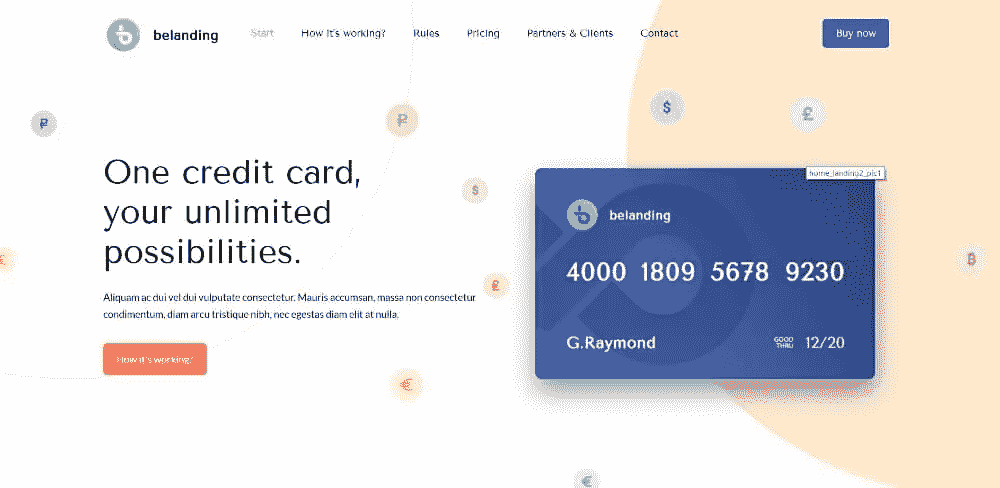 belanding
Start
How it's working?
Rules
Pricing
Partners & Clients
Contact
Buy now
₽
₽
$
£
One credit card,
your unlimited
possibilities.
$
home_landing2_pic1
belanding
4000 1809 5678 9230
€
₿
Aliquam ac dui vel dui vulputate consectetur. Mauris accumsan, massa non consectetur
condimentum, diam arcu tristique nibh, nec egestas diam elit at nulla.
G.Raymond
GOOD
THRU
12/20
How it's working?
€
€